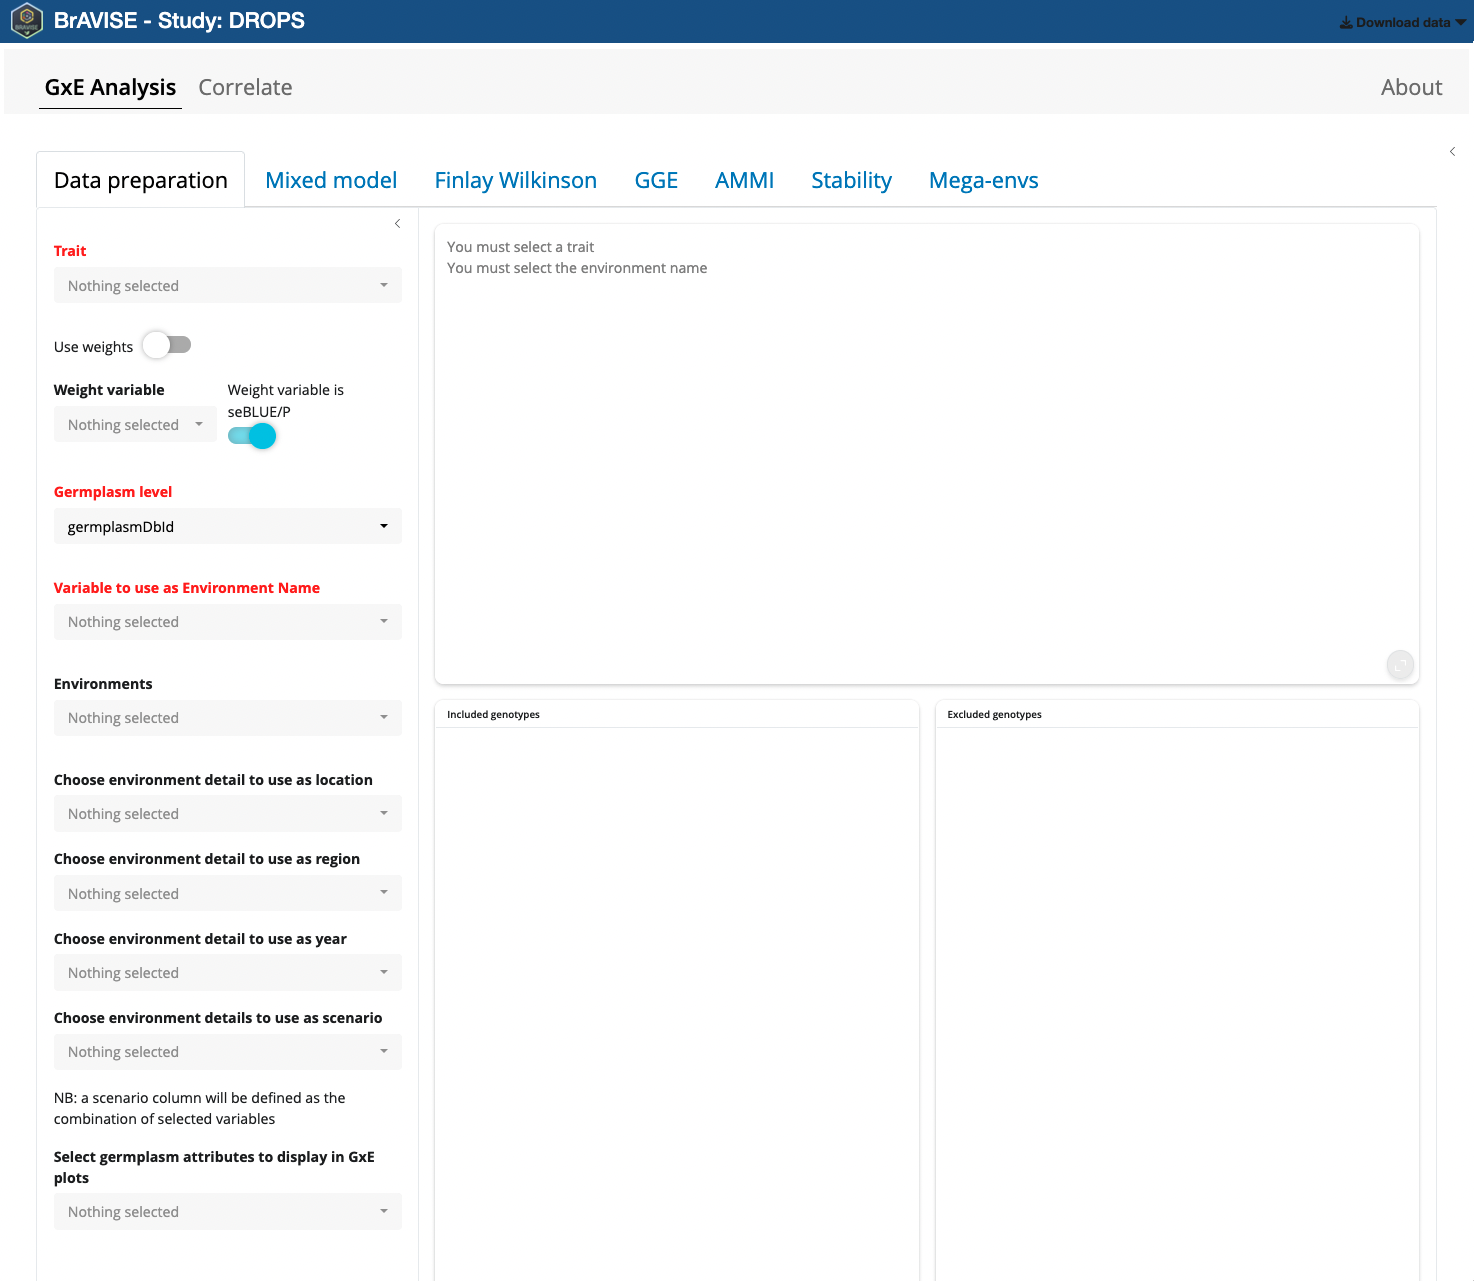 BrAVISE - Study: DROPS
Download data
GxE Analysis
Correlate
About
Data preparation
Mixed model
Finlay Wilkinson
GGE
AMMI
Stability
Mega-envs
Trait
Nothing selected
Use weights
Weight variable
Nothing selected
Weight variable is
seBLUE/P
Germplasm level
germplasmDbId
Variable to use as Environment Name
Nothing selected
Environments
Nothing selected
Choose environment detail to use as location
Nothing selected
Choose environment detail to use as region
Nothing selected
Choose environment detail to use as year
Nothing selected
Choose environment details to use as scenario
Nothing selected
NB: a scenario column will be defined as the
combination of selected variables
Select germplasm attributes to display in GxE
plots
Nothing selected
You must select a trait
You must select the environment name
Included genotypes
Excluded genotypes